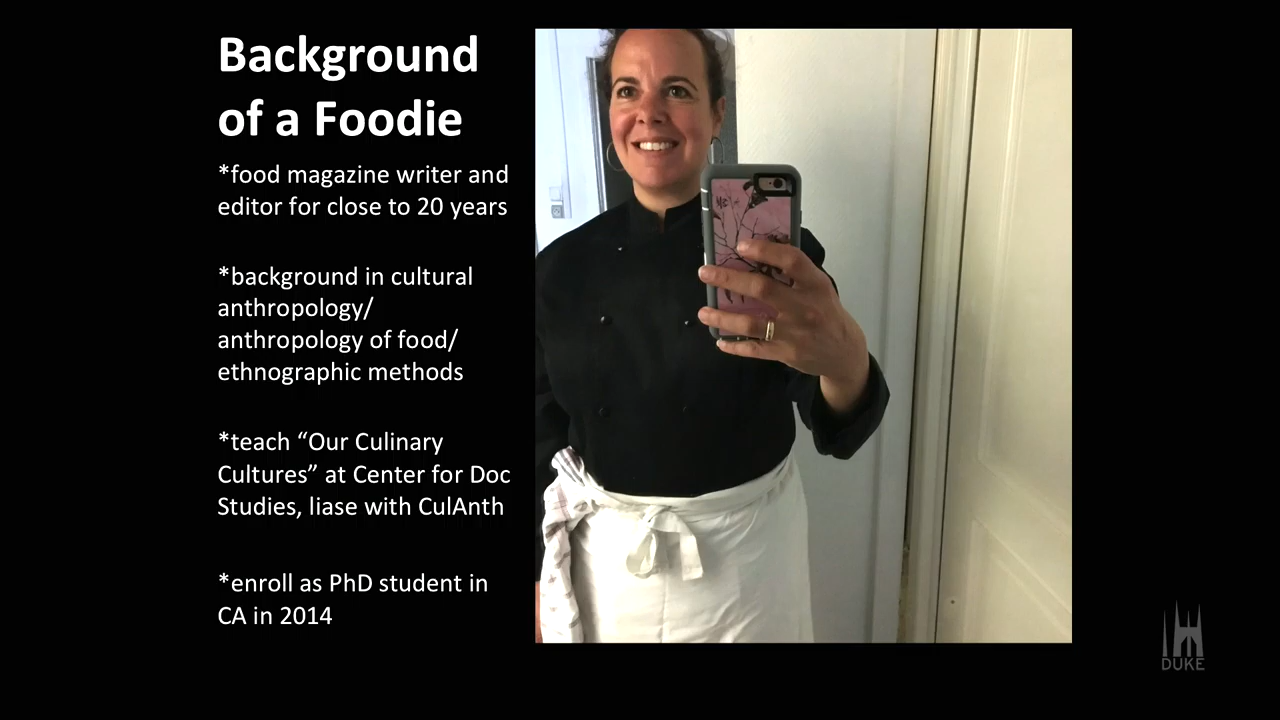 Background
of a Foodie
*food magazine writer and
editor for close to 20 years
*background in cultural
anthropology/
anthropology of food/
ethnographic methods
*teach “Our Culinary
Cultures” at Center for Doc
Studies, liase with CulAnth
*enroll as PhD student in
CA in 2014
DUKE